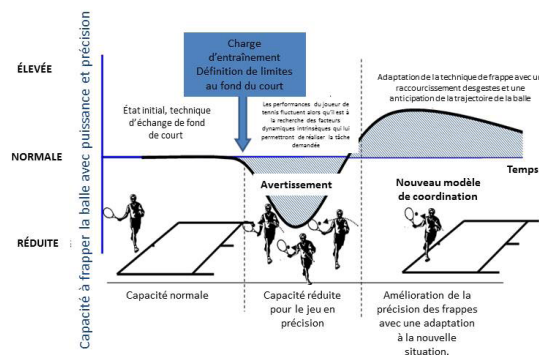 Capacité à frapper la balle avec puissance et précision
ÉLEVÉE
NORMALE
RÉDUITE
Charge
d'entraînement
Définition de limites
au fond du court
État initial, technique
d'échange de fond
de court
Les performances du joueur de
tennis fluctuent alors qu'il est à
la recherche des facteurs
dynamiques intrinsèques qui lui
permettront de réaliser la tâche
demandée
Adaptation de la technique de frappe avec un
raccourcissement des gestes et une
anticipation de la trajectoire de la balle
Temps
Avertissement
Nouveau modèle
de coordination
Capacité normale
Capacité réduite
pour le jeu en
précision
Amélioration de la
précision des frappes
avec une adaptation
à la nouvelle
situation.